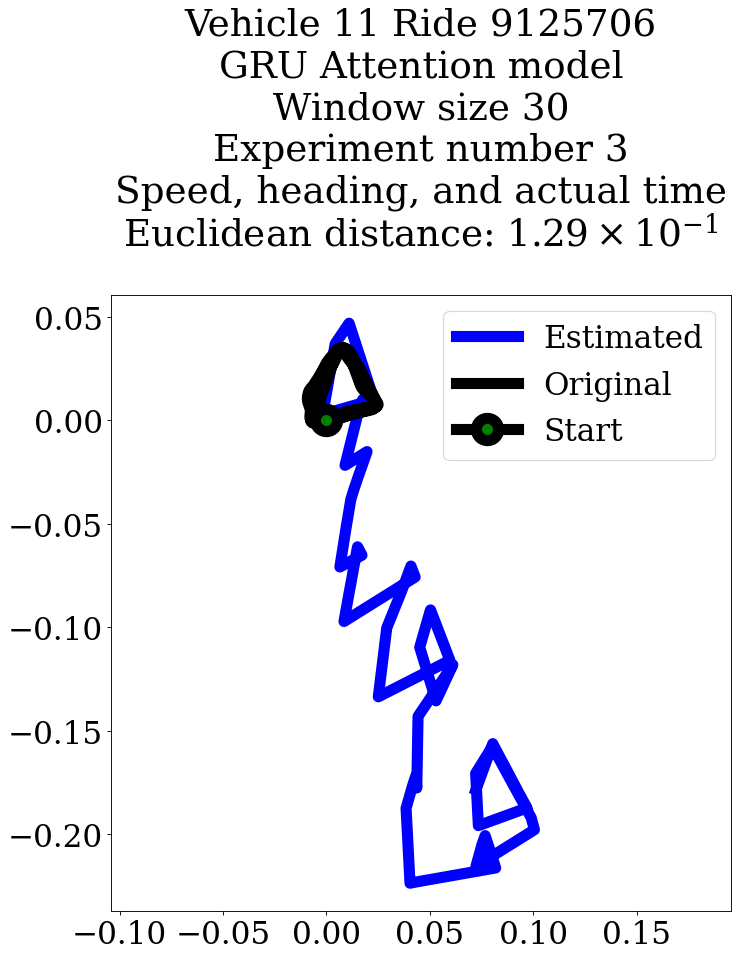 Vehicle 11 Ride 9125706
GRU Attention model
Window size 30
Experiment number 3
Speed, heading, and actual time
Euclidean distance: 1.29 × 10⁻¹
Estimated
Original
Start
0.05
0.00
−0.05
−0.10
−0.15
−0.20
−0.10 −0.05 0.00 0.05 0.10 0.15